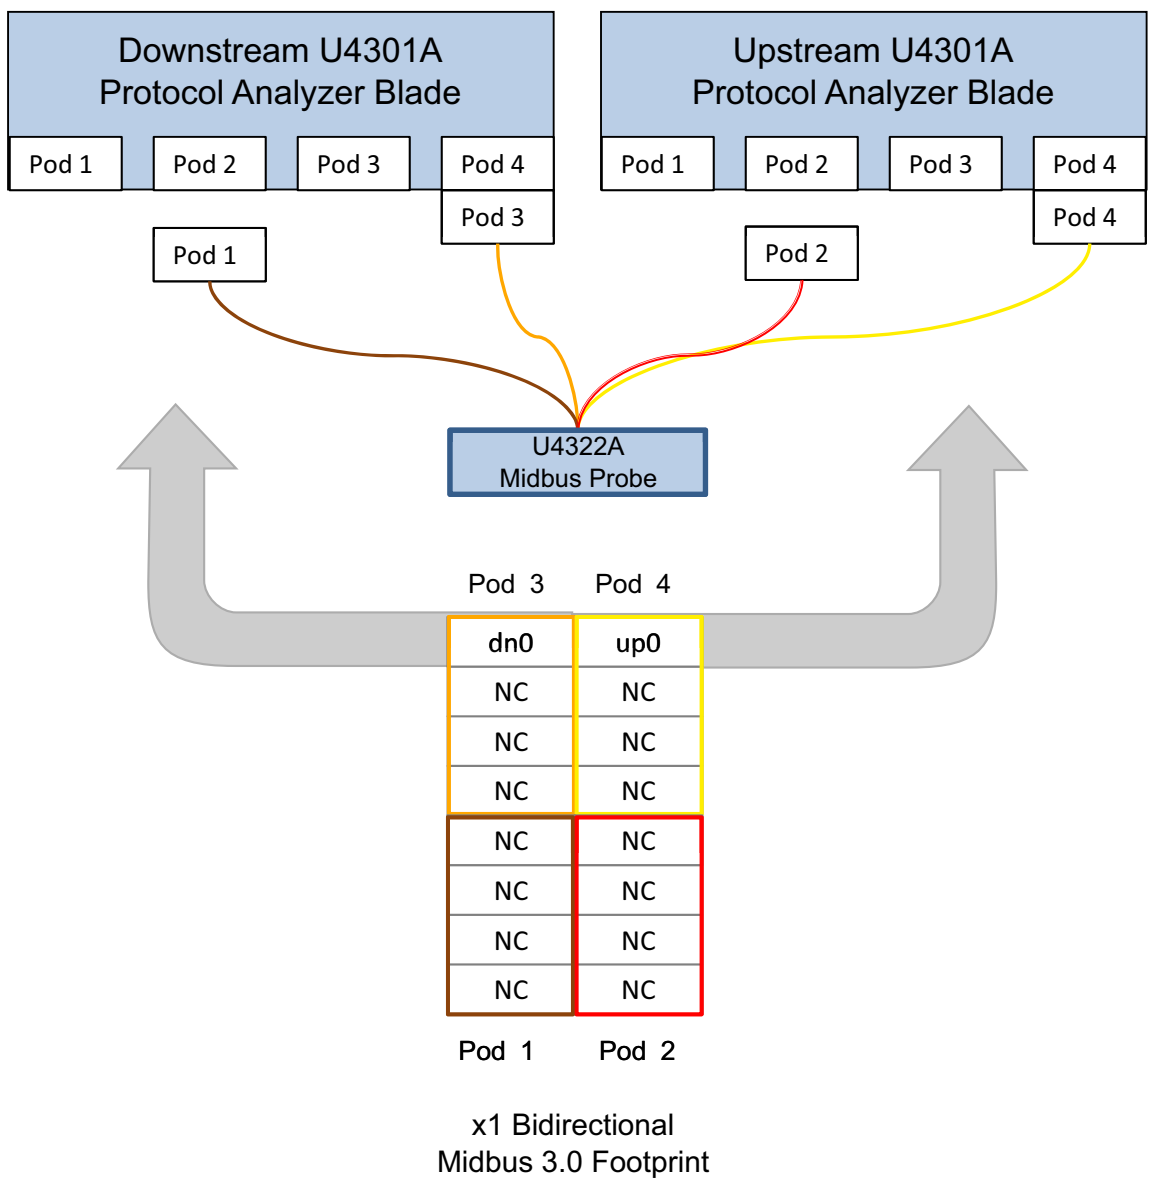 Downstream U4301A
Protocol Analyzer Blade
Pod 1
Pod 2
Pod 3
Pod 4
Upstream U4301A
Protocol Analyzer Blade
Pod 1
Pod 2
Pod 3
Pod 4
Pod 3
Pod 4
Pod 1
Pod 2
U4322A
Midbus Probe
Pod 3 Pod 4
dn0 up0
NC NC
NC NC
NC NC
NC NC
NC NC
NC NC
NC NC
Pod 1 Pod 2
x1 Bidirectional
Midbus 3.0 Footprint